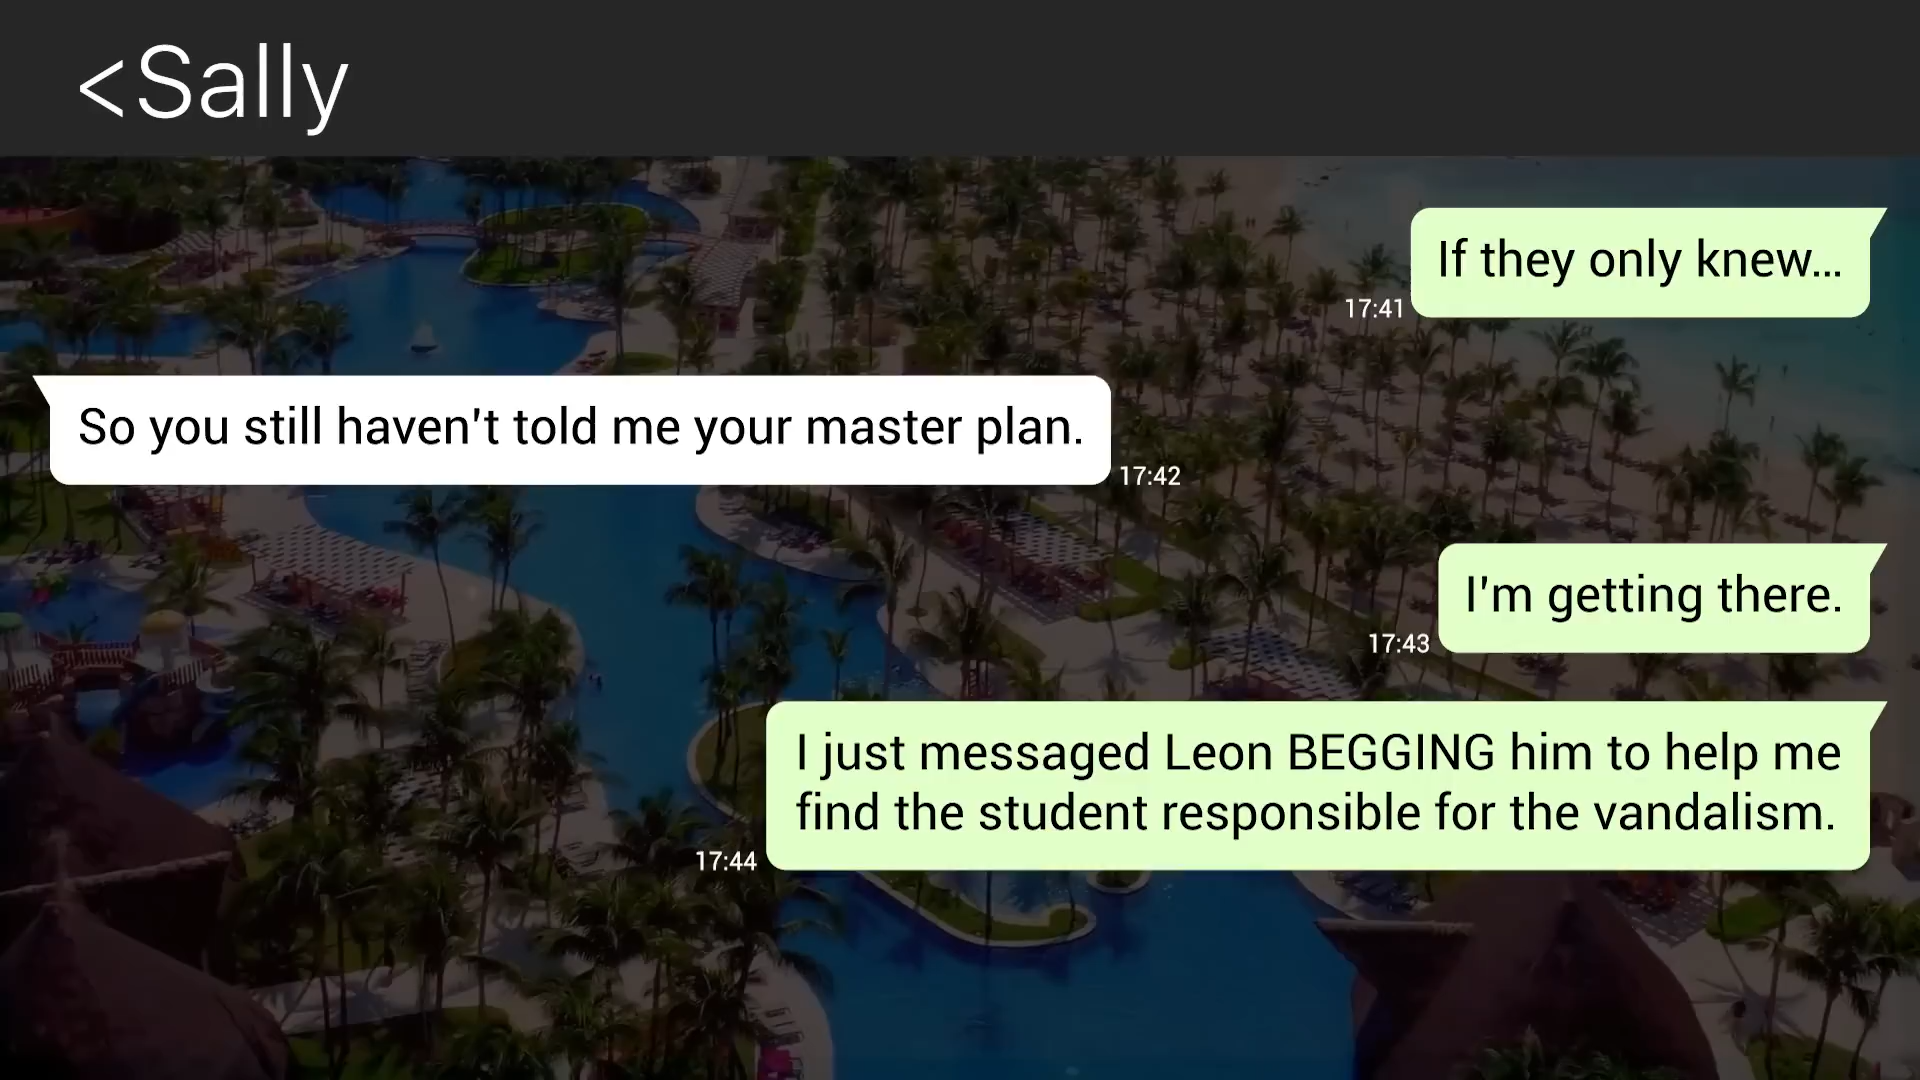 <Sally
If they only knew...
17:41
So you still haven't told me your master plan.
17:42
I'm getting there.
17:43
I just messaged Leon BEGGING him to help me
find the student responsible for the vandalism.
17:44